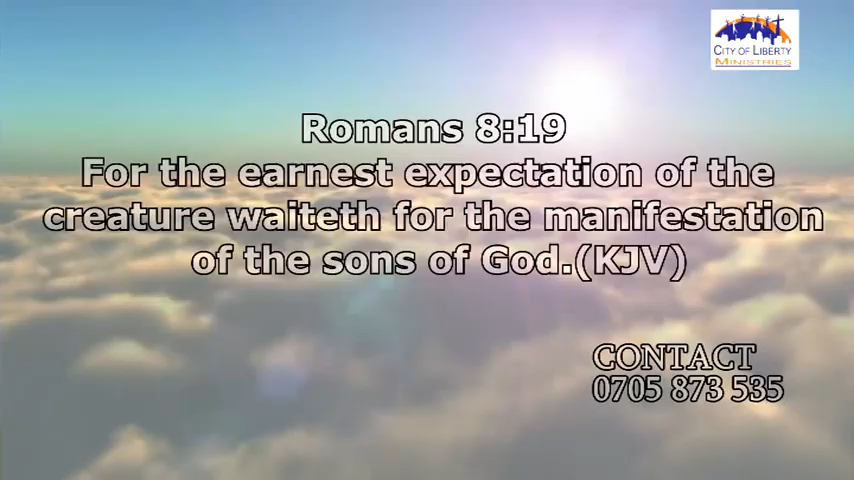 CITY OF LIBERTY
MINISTRIES
Romans 8:19
For the earnest expectation of the
creature waiteth for the manifestation
of the sons of God.(KJV)
CONTACT
0705 873 535